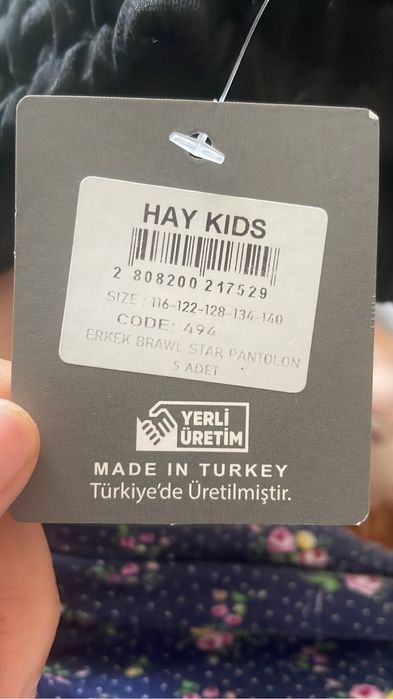 HAY KIDS
2 808200 217529
SIZE : 116-122-128-134-140
CODE: 494
ERKEK BRAWL STAR PANTOLON
5 ADET
YERLİ
ÜRETİM
MADE IN TURKEY
Türkiye'de Üretilmiştir.